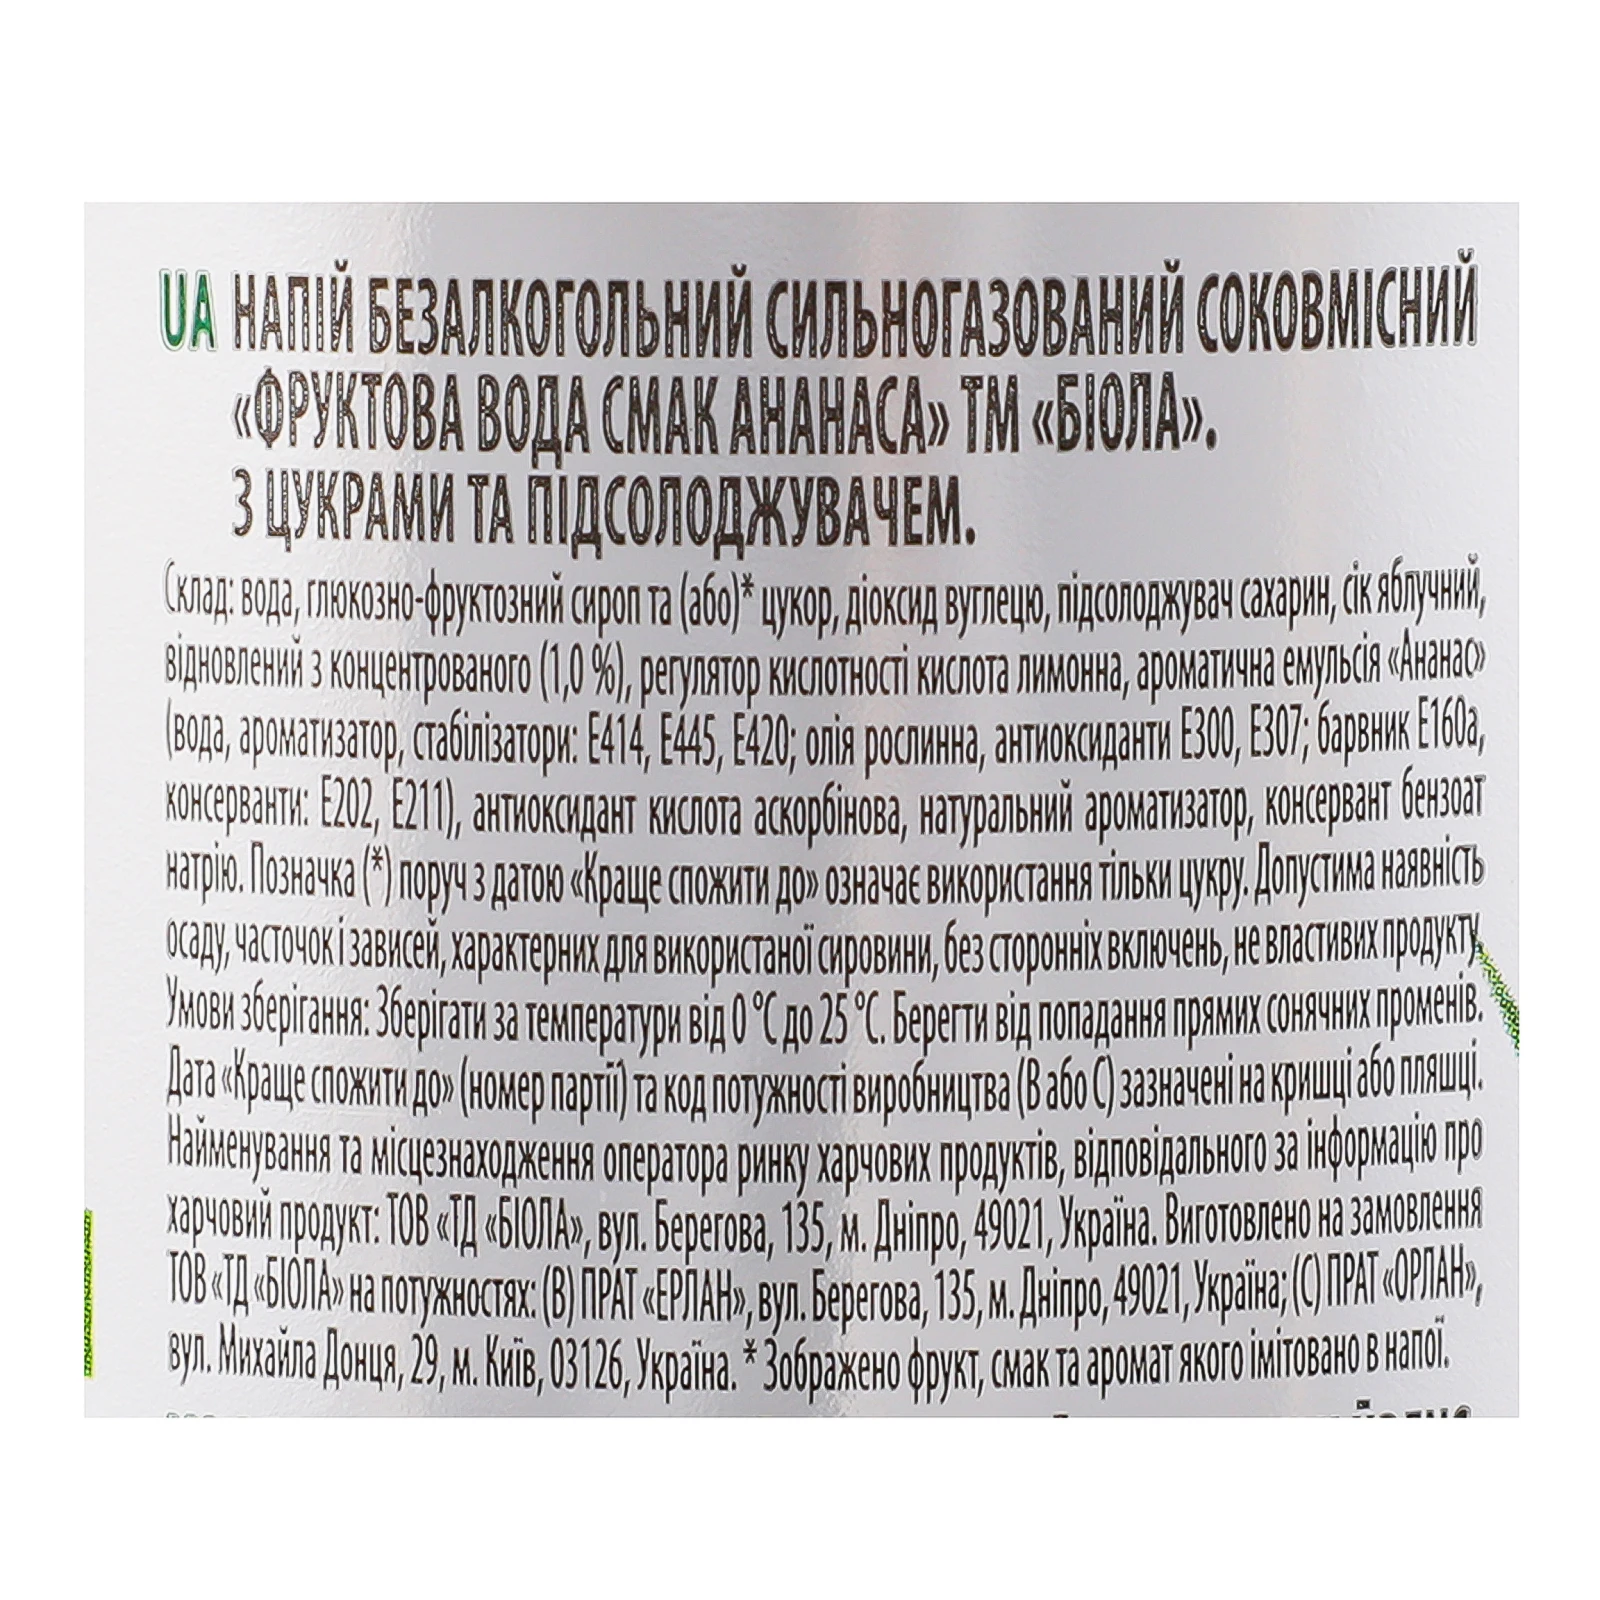 UA НАПІЙ БЕЗАЛКОГОЛЬНИЙ СИЛЬНОГАЗОВАНИЙ СОКОВМІСНИЙ
«ФРУКТОВА ВОДА СМАК АНАНАСА» ТМ «БІОЛА».
З ЦУКРАМИ ТА ПІДСОЛОДЖУВАЧЕМ.
Склад: вода, глюкозно-фруктозний сироп та (або)* цукор, діоксид вуглецю, підсолоджувач сахарин, сік яблучний,
відновлений з концентрованого (1,0 %), регулятор кислотності кислота лимонна, ароматична емульсія «Ананас»
(вода, ароматизатор, стабілізатори: Е414, Е445, Е420; олія рослинна, антиоксиданти Е300, Е307; барвник Е160а,
консерванти: Е202, Е211), антиоксидант кислота аскорбінова, натуральний ароматизатор, консервант бензоат
натрію. Позначка (*) поруч з датою «Краще спожити до» означає використання тільки цукру. Допустима наявність
осаду, часточок і зависей, характерних для використаної сировини, без сторонніх включень, не властивих продукту.
Умови зберігання: Зберігати за температури від 0 °С до 25 °С. Берегти від попадання прямих сонячних променів.
Дата «Краще спожити до» (номер партії) та код потужності виробництва (В або С) зазначені на кришці або пляшці.
Найменування та місцезнаходження оператора ринку харчових продуктів, відповідального за інформацію про
харчовий продукт: ТОВ «ТД «БІОЛА», вул. Берегова, 135, м. Дніпро, 49021, Україна. Виготовлено на замовлення
ТОВ «ТД «БІОЛА» на потужностях: (В) ПРАТ «ЕРЛАН», вул. Берегова, 135, м. Дніпро, 49021, Україна; (С) ПРАТ «ОРЛАН»,
вул. Михайла Донця, 29, м. Київ, 03126, Україна. * Зображено фрукт, смак та аромат якого імітовано в напої.